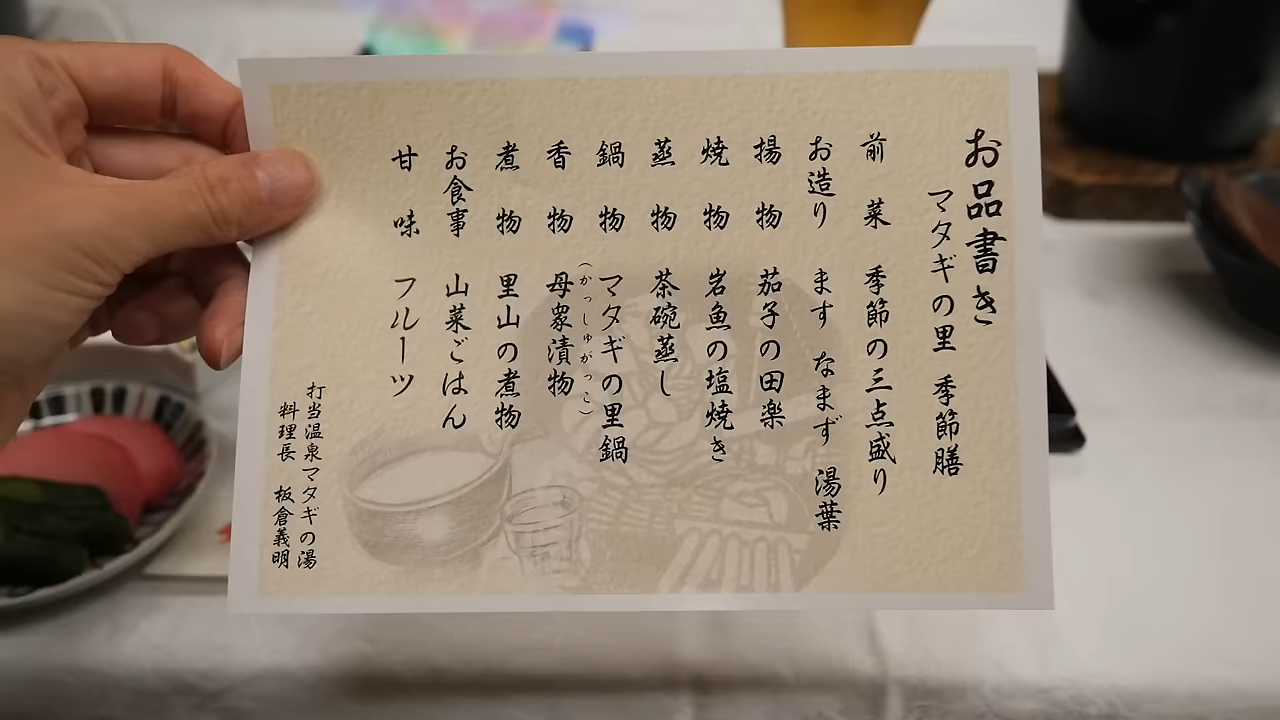 お品書き
マタギの里 季節膳
前菜 季節の三点盛り
お造り ます なまず 湯葉
揚物 茄子の田楽
焼物 岩魚の塩焼き
蒸物 茶碗蒸し
鍋物 マタギの里鍋
香物 母衆漬物
(かっしゅがっこ)
煮物 里山の煮物
お食事 山菜ごはん
甘味 フルーツ
打当温泉マタギの湯
料理長 板倉義明